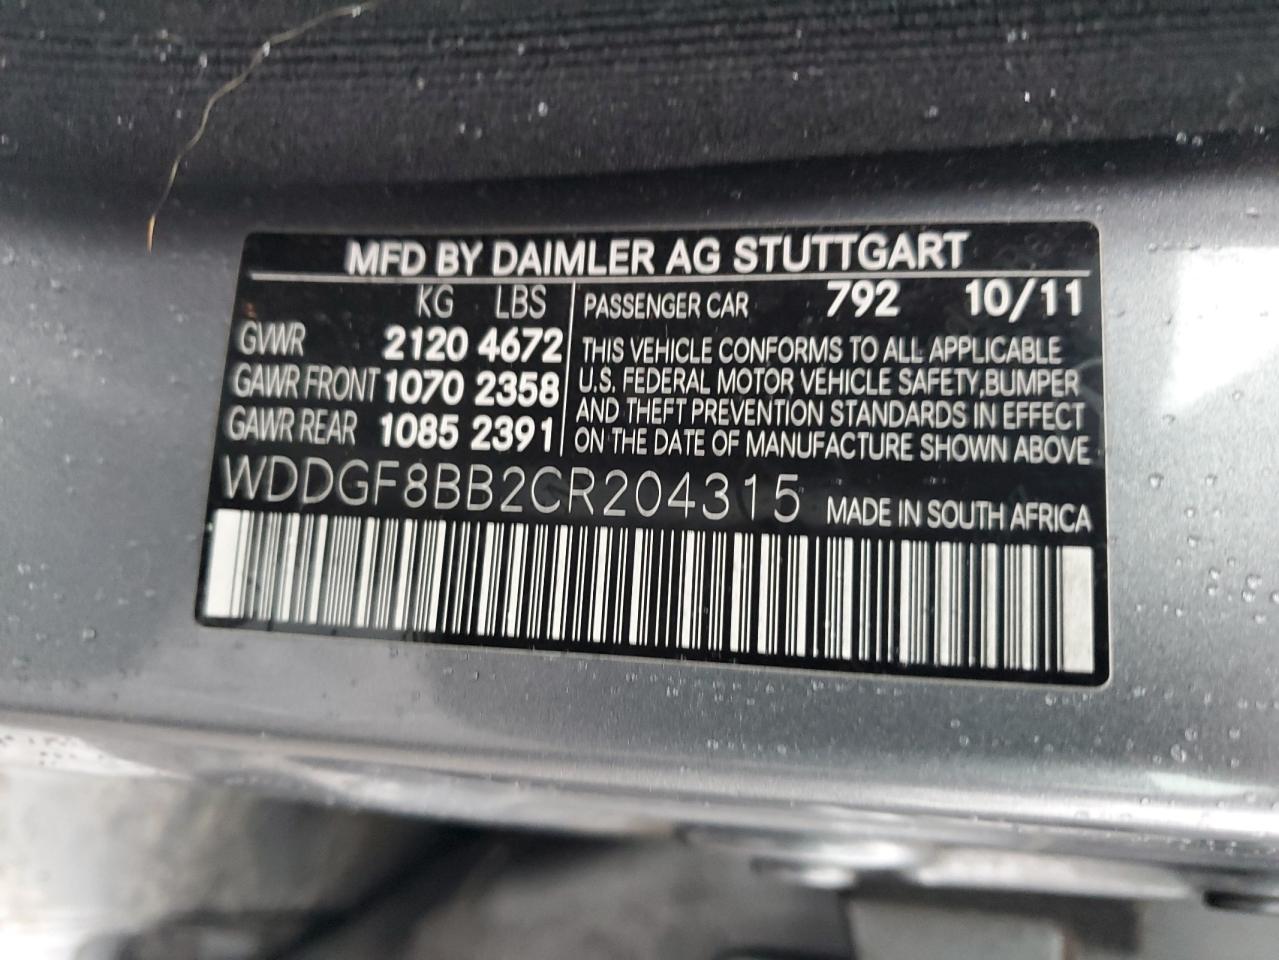 MFD BY DAIMLER AG STUTTGART
KG LBS
GVWR 2120 4672
GAWR FRONT 1070 2358
GAWR REAR 1085 2391
PASSENGER CAR 792 10/11
THIS VEHICLE CONFORMS TO ALL APPLICABLE
U.S. FEDERAL MOTOR VEHICLE SAFETY, BUMPER
AND THEFT PREVENTION STANDARDS IN EFFECT
ON THE DATE OF MANUFACTURE SHOWN ABOVE
WDDGF8BB2CR204315 MADE IN SOUTH AFRICA